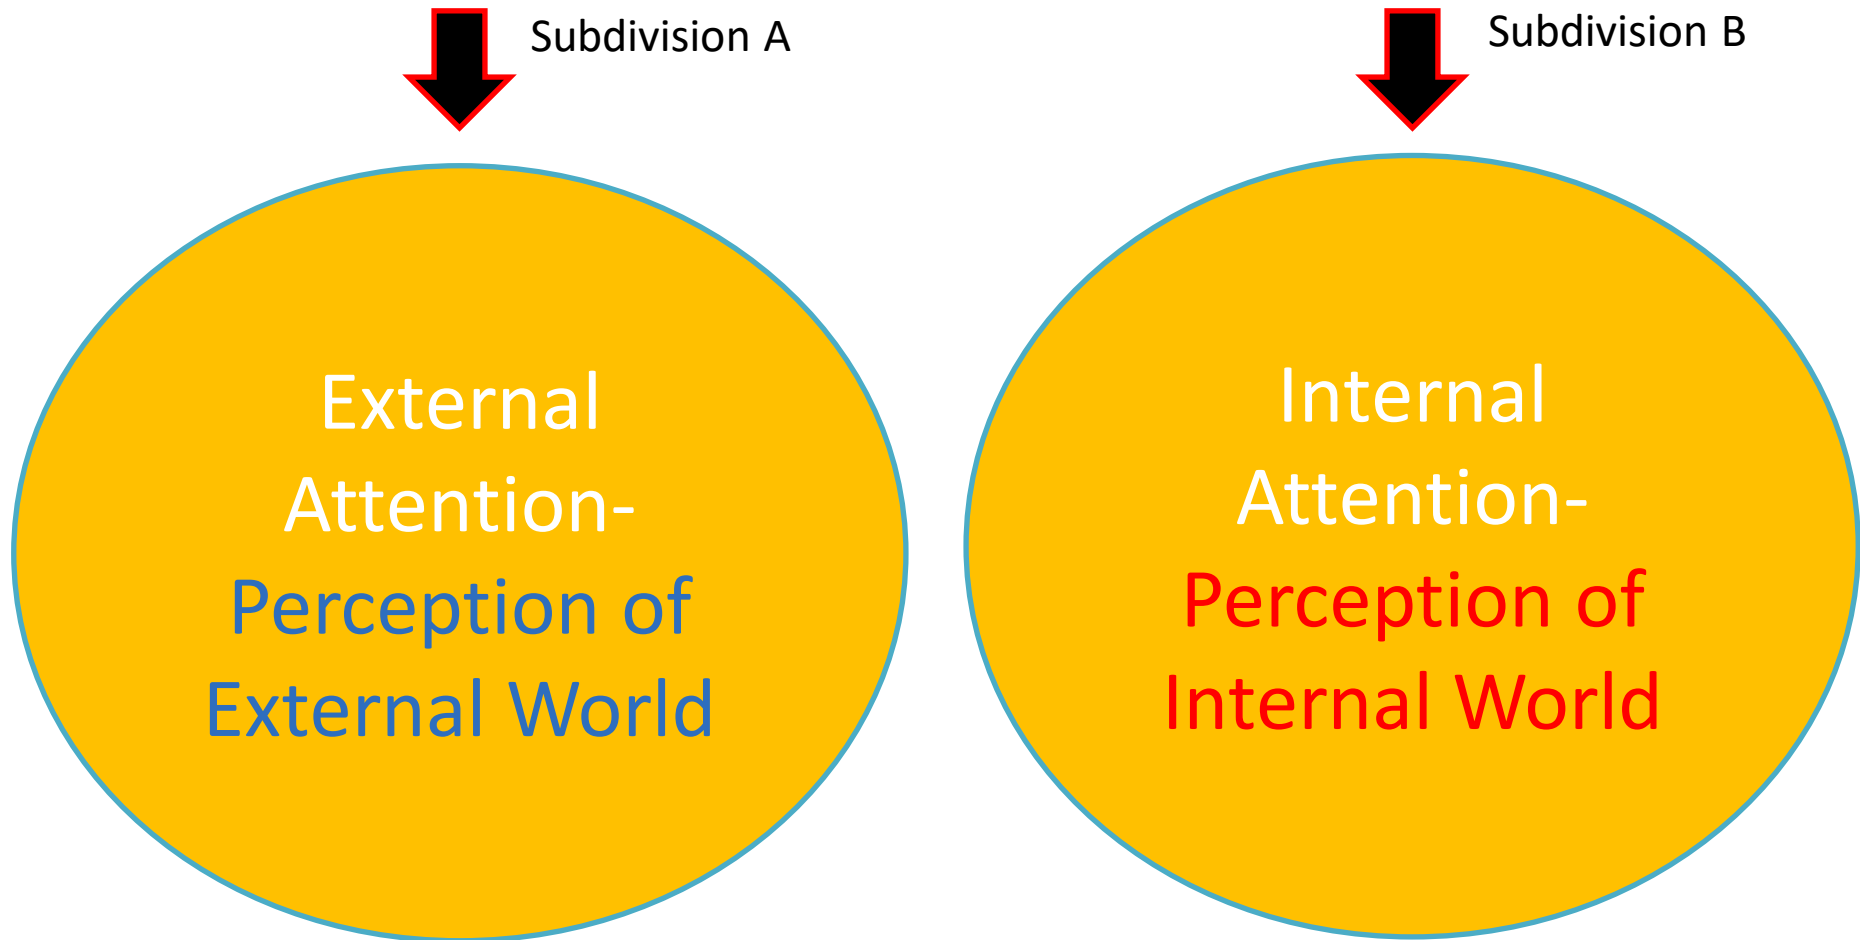 Subdivision A
External
Attention-
Perception of
External World
Subdivision B
Internal
Attention-
Perception of
Internal World